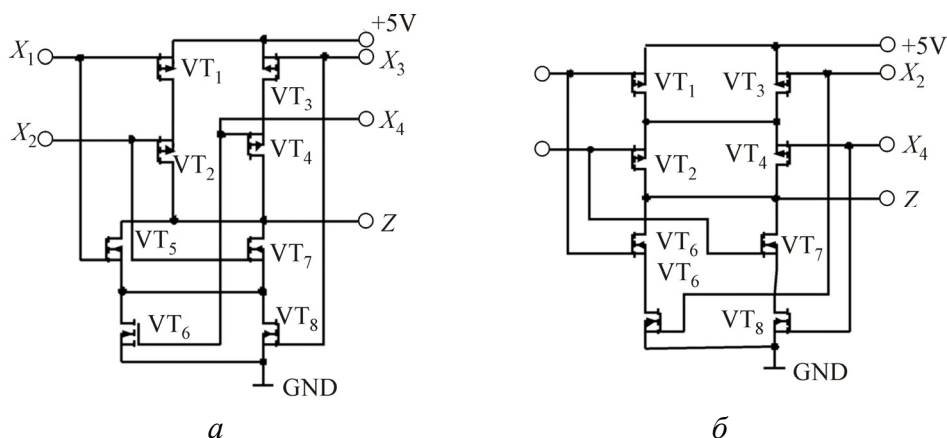 +5V
X1
VT1
X3
VT3
X4
X2
VT2
VT4
Z
VT5
VT7
VT6
VT8
GND
а
+5V
VT1
VT3
X2
VT2
VT4
X4
Z
VT6
VT7
VT6
VT8
GND
б